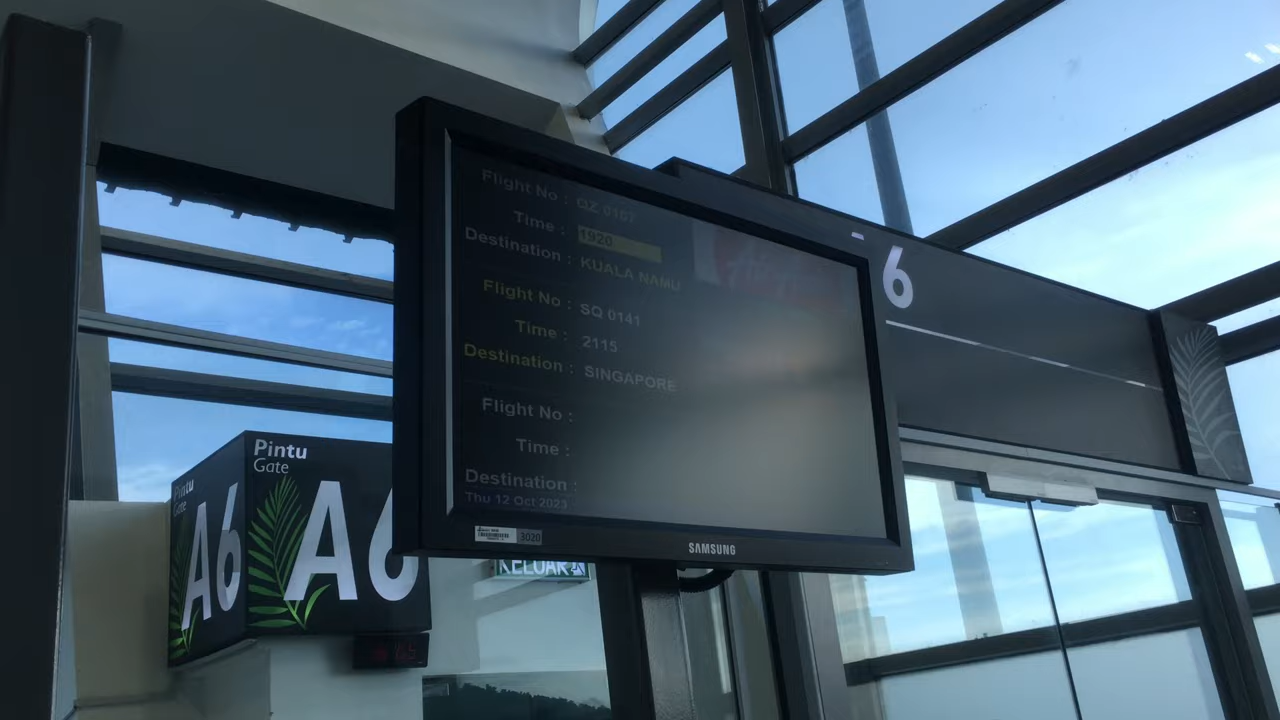 Flight No : QZ 0107
Time : 1920
Destination : KUALA NAMU
Flight No : SQ 0141
Time : 2115
Destination : SINGAPORE
Flight No :
Time :
Destination :
Thu 12 Oct 2023
3020
SAMSUNG
6
Pintu
Gate
A6
Pintu
Gate
A6
KELUAR